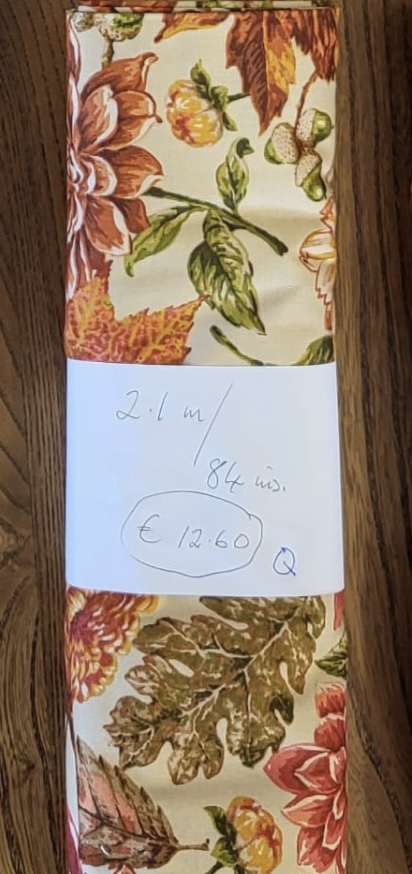 2.1 m/
84 ins.
€ 12.60
Q